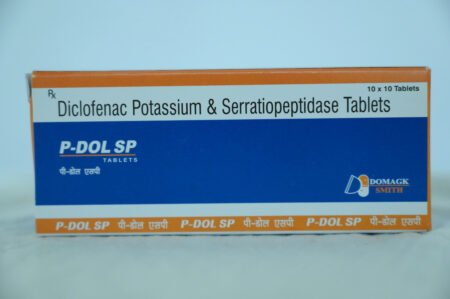 10 x 10 Tablets
Rx
Diclofenac Potassium & Serratiopeptidase Tablets
P-DOL SP
TABLETS
पी-डोल एसपी
DOMAGK
SMITH
P-DOL SP पी-डोल एसपी P-DOL SP पी-डोल एसपी P-DOL SP पी-डोल एसपी